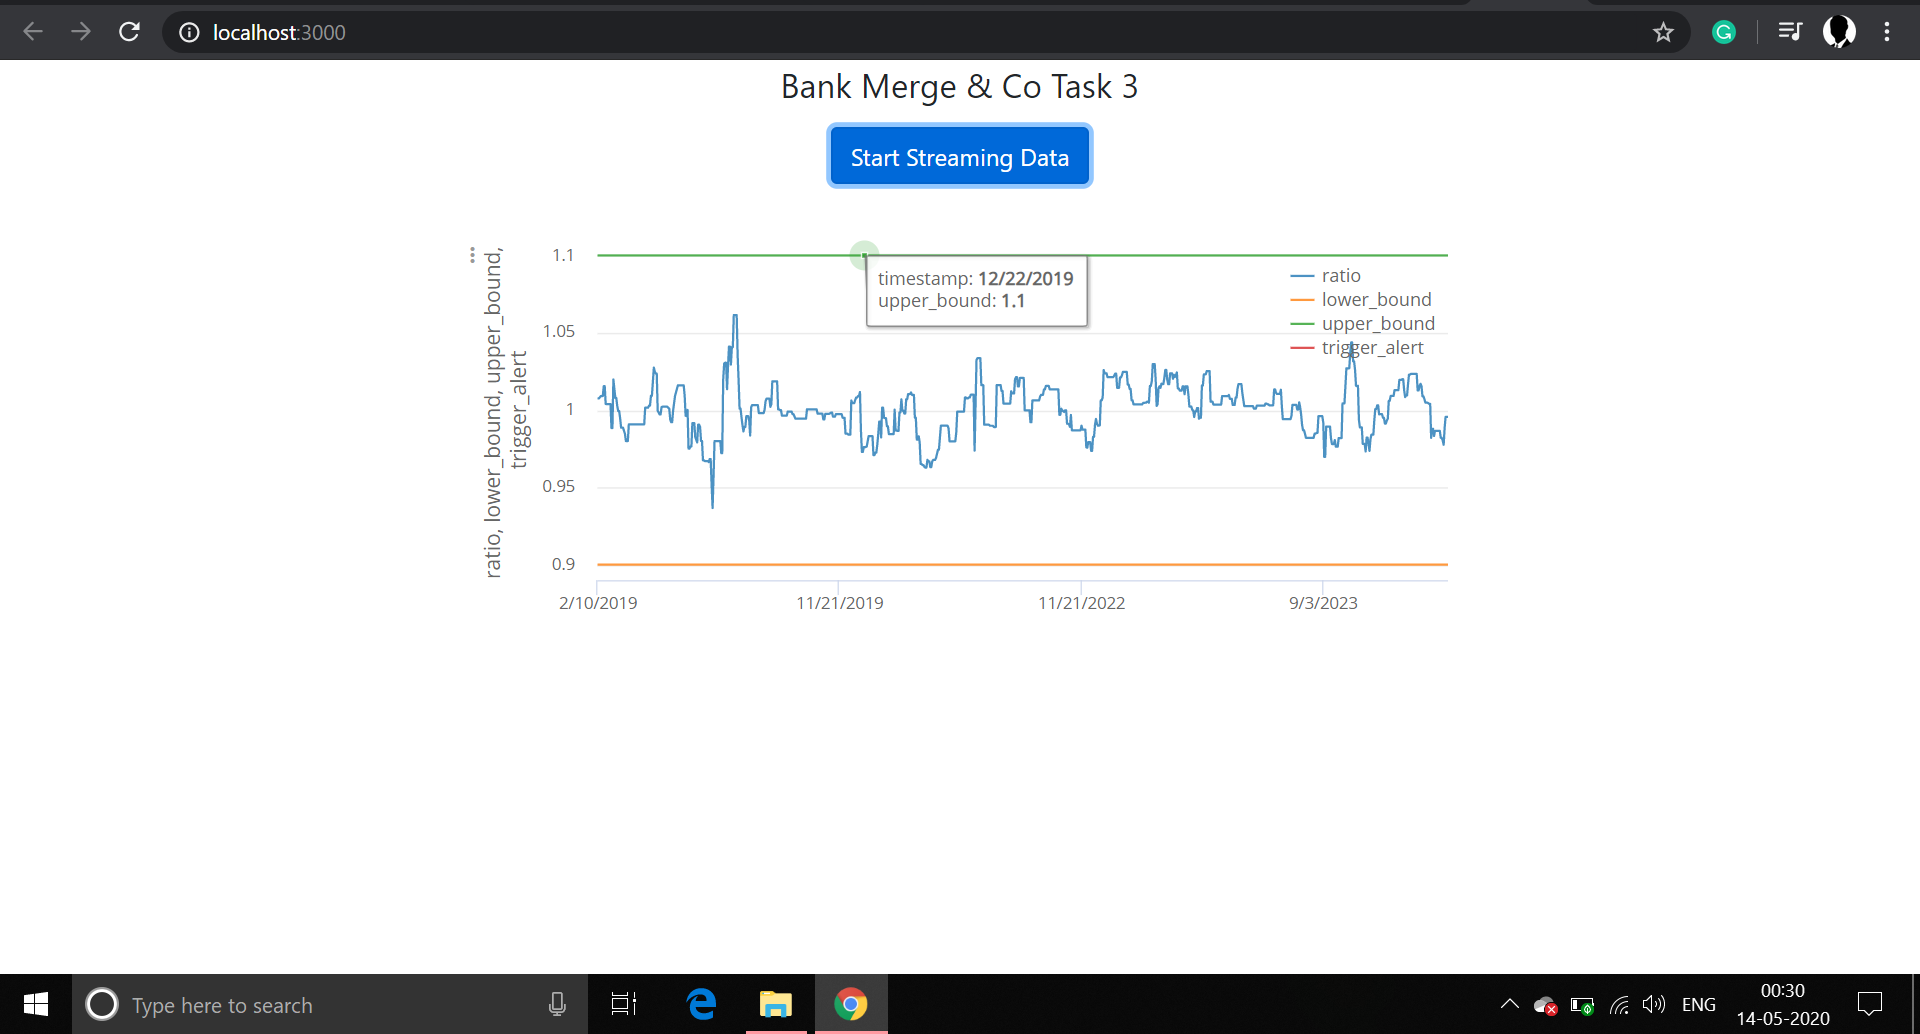 localhost:3000
Bank Merge & Co Task 3
Start Streaming Data
ratio, lower_bound, upper_bound,
trigger_alert
1.1
1.05
1
0.95
0.9
timestamp: 12/22/2019
upper_bound: 1.1
ratio
lower_bound
upper_bound
trigger_alert
2/10/2019
11/21/2019
11/21/2022
9/3/2023
Type here to search
ENG
00:30
14-05-2020